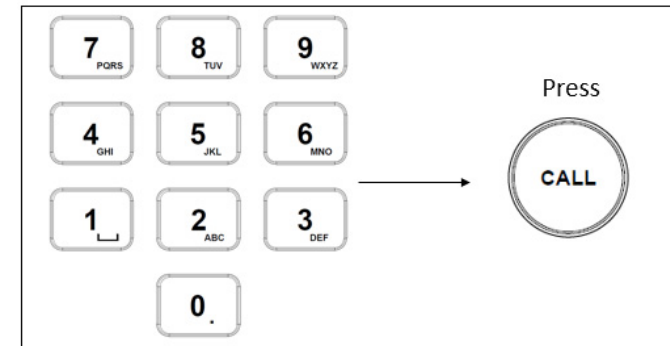 7 PQRS 8 TUV 9 WXYZ
Press
4 GHI 5 JKL 6 MNO
CALL
1 2 ABC 3 DEF
0 .